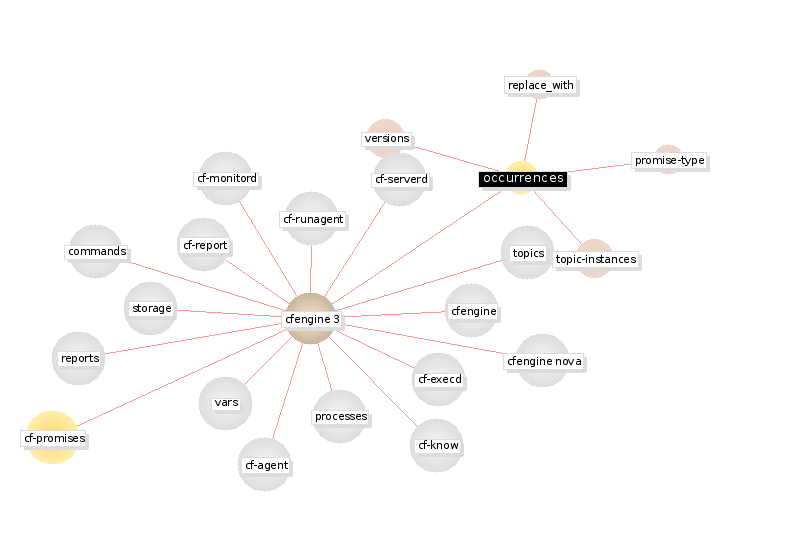 replace_with
versions
promise-type
cf-monitord
cf-serverd
occurrences
cf-runagent
cf-report
commands
topics
topic-instances
storage
cfengine
cfengine 3
reports
cfengine nova
cf-execd
vars
processes
cf-promises
cf-know
cf-agent